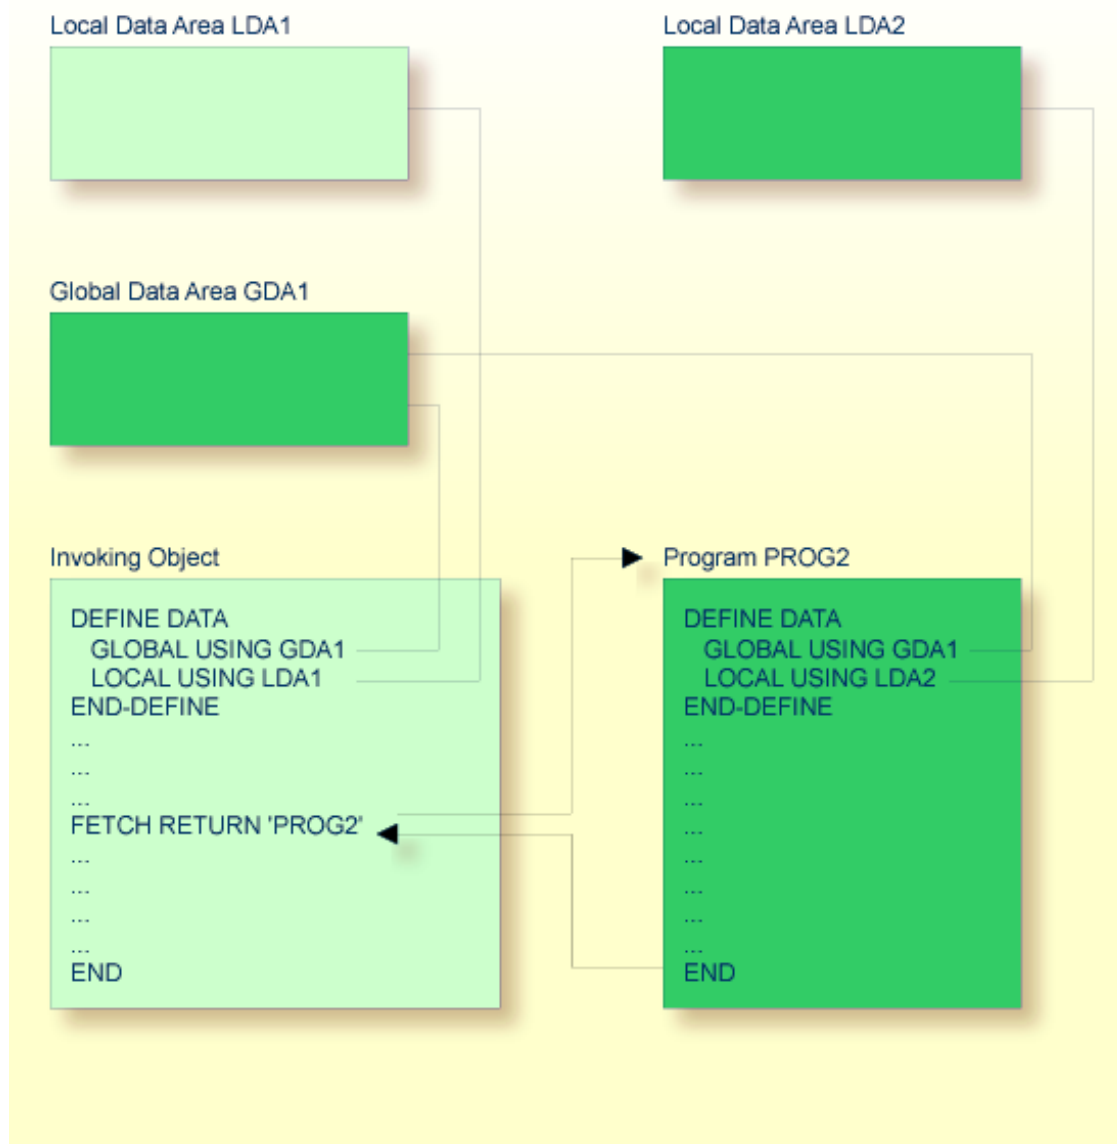 Local Data Area LDA1
Local Data Area LDA2
Global Data Area GDA1
Invoking Object
DEFINE DATA
GLOBAL USING GDA1
LOCAL USING LDA1
END-DEFINE
...
...
...
FETCH RETURN 'PROG2'
...
...
...
...
END
Program PROG2
DEFINE DATA
GLOBAL USING GDA1
LOCAL USING LDA2
END-DEFINE
...
...
...
...
...
...
...
...
END